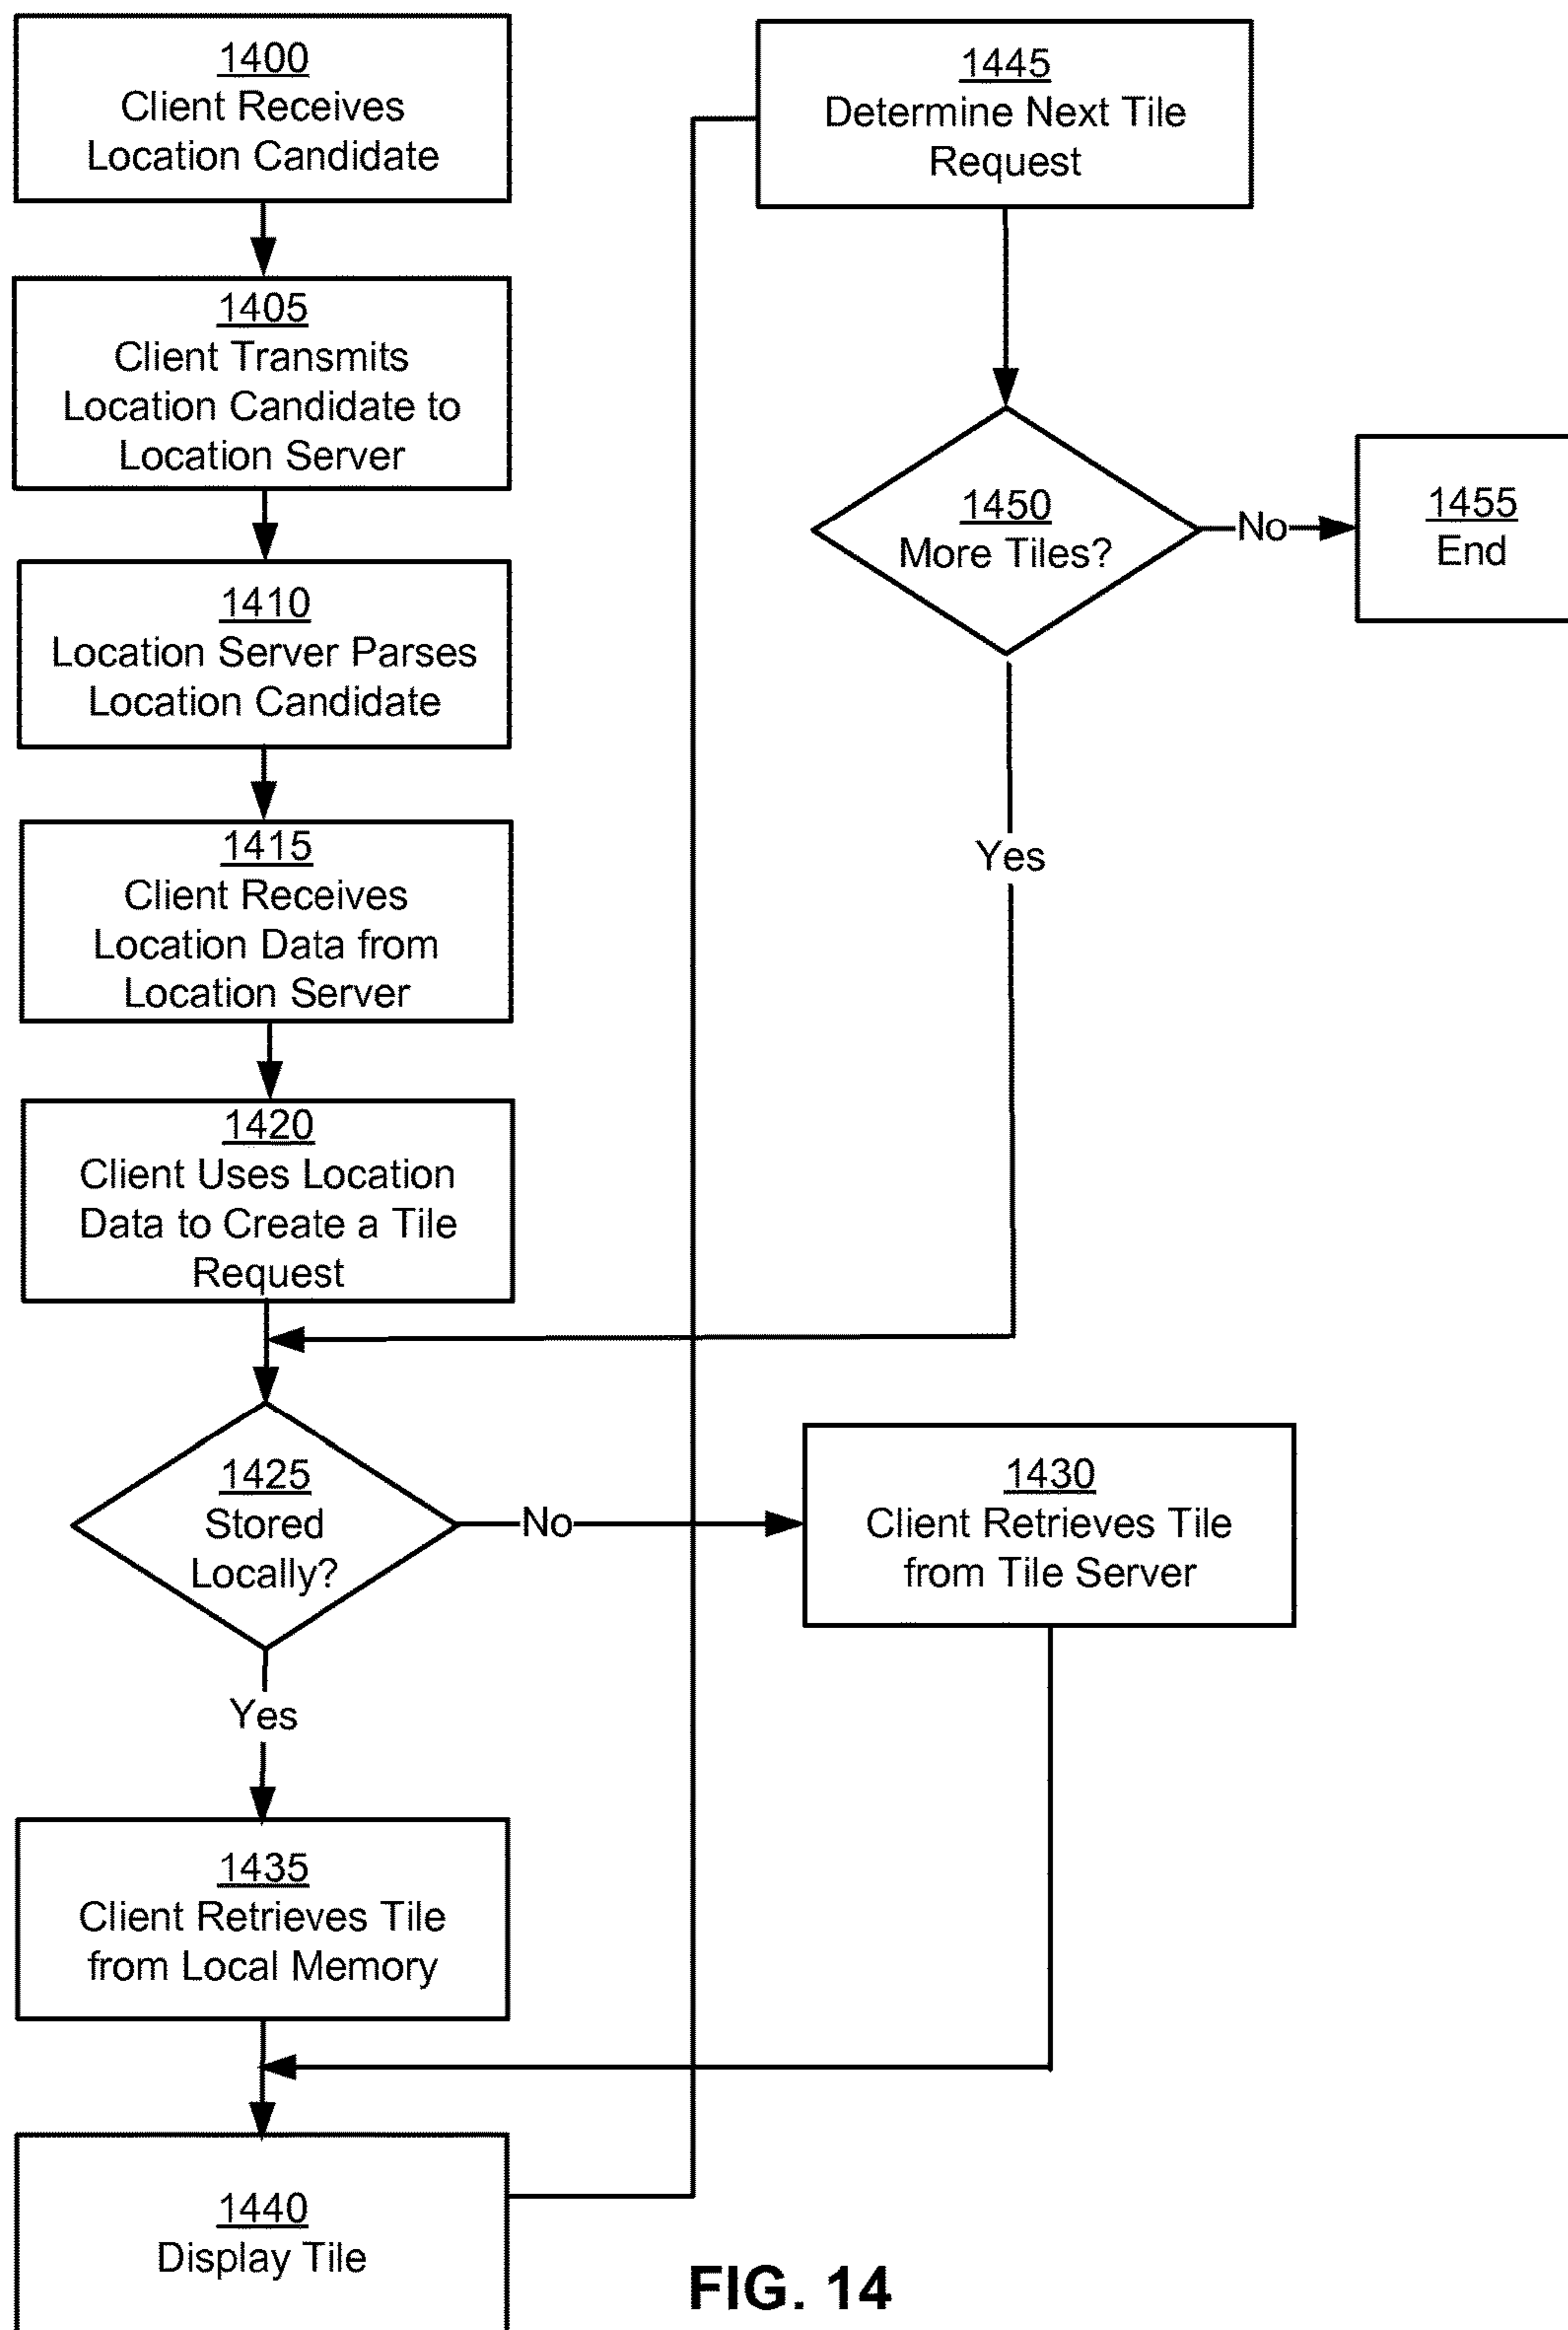 1400
Client Receives
Location Candidate
1405
Client Transmits
Location Candidate to
Location Server
1410
Location Server Parses
Location Candidate
1415
Client Receives
Location Data from
Location Server
1420
Client Uses Location
Data to Create a Tile
Request
1425
Stored
Locally?
No
Yes
1430
Client Retrieves Tile
from Tile Server
1435
Client Retrieves Tile
from Local Memory
1440
Display Tile
1445
Determine Next Tile
Request
1450
More Tiles?
No
Yes
1455
End
FIG. 14